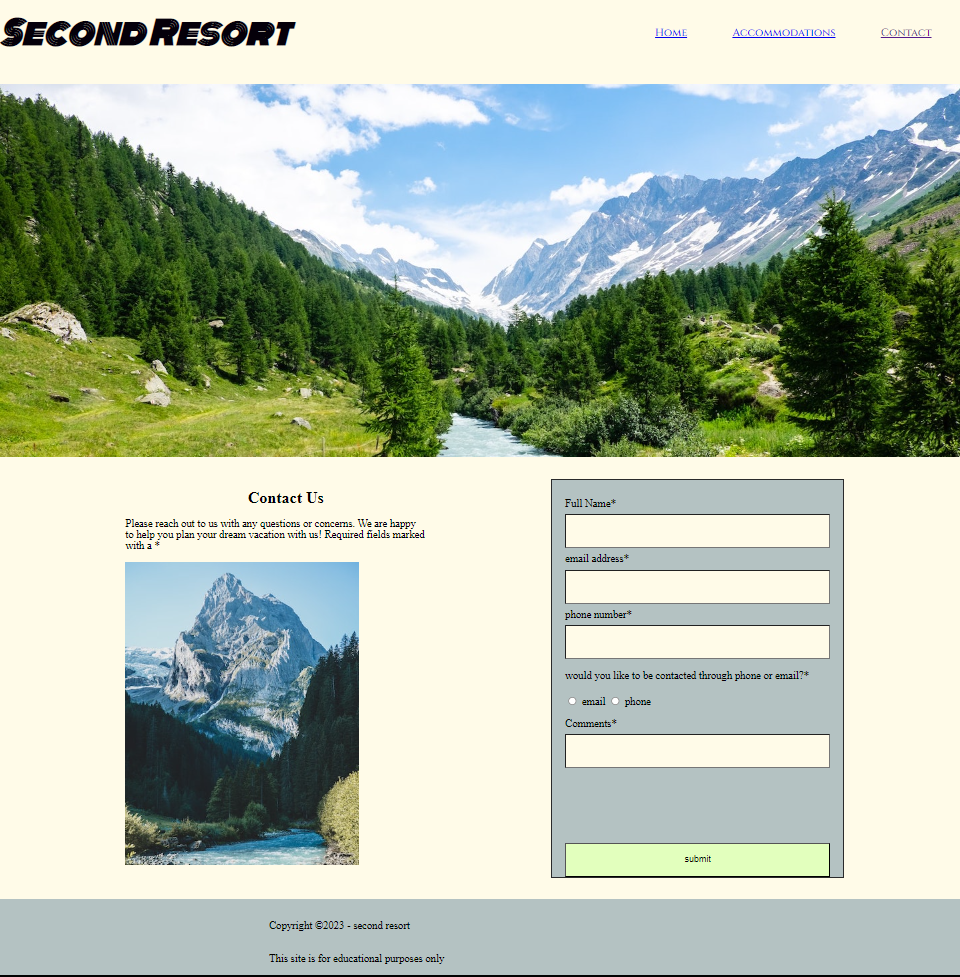 Second Resort
Home Accommodations Contact
Contact Us
Please reach out to us with any questions or concerns. We are happy
to help you plan your dream vacation with us! Required fields marked
with a *
Full Name*
email address*
phone number*
would you like to be contacted through phone or email?*
email phone
Comments*
submit
Copyright ©2023 - second resort
This site is for educational purposes only